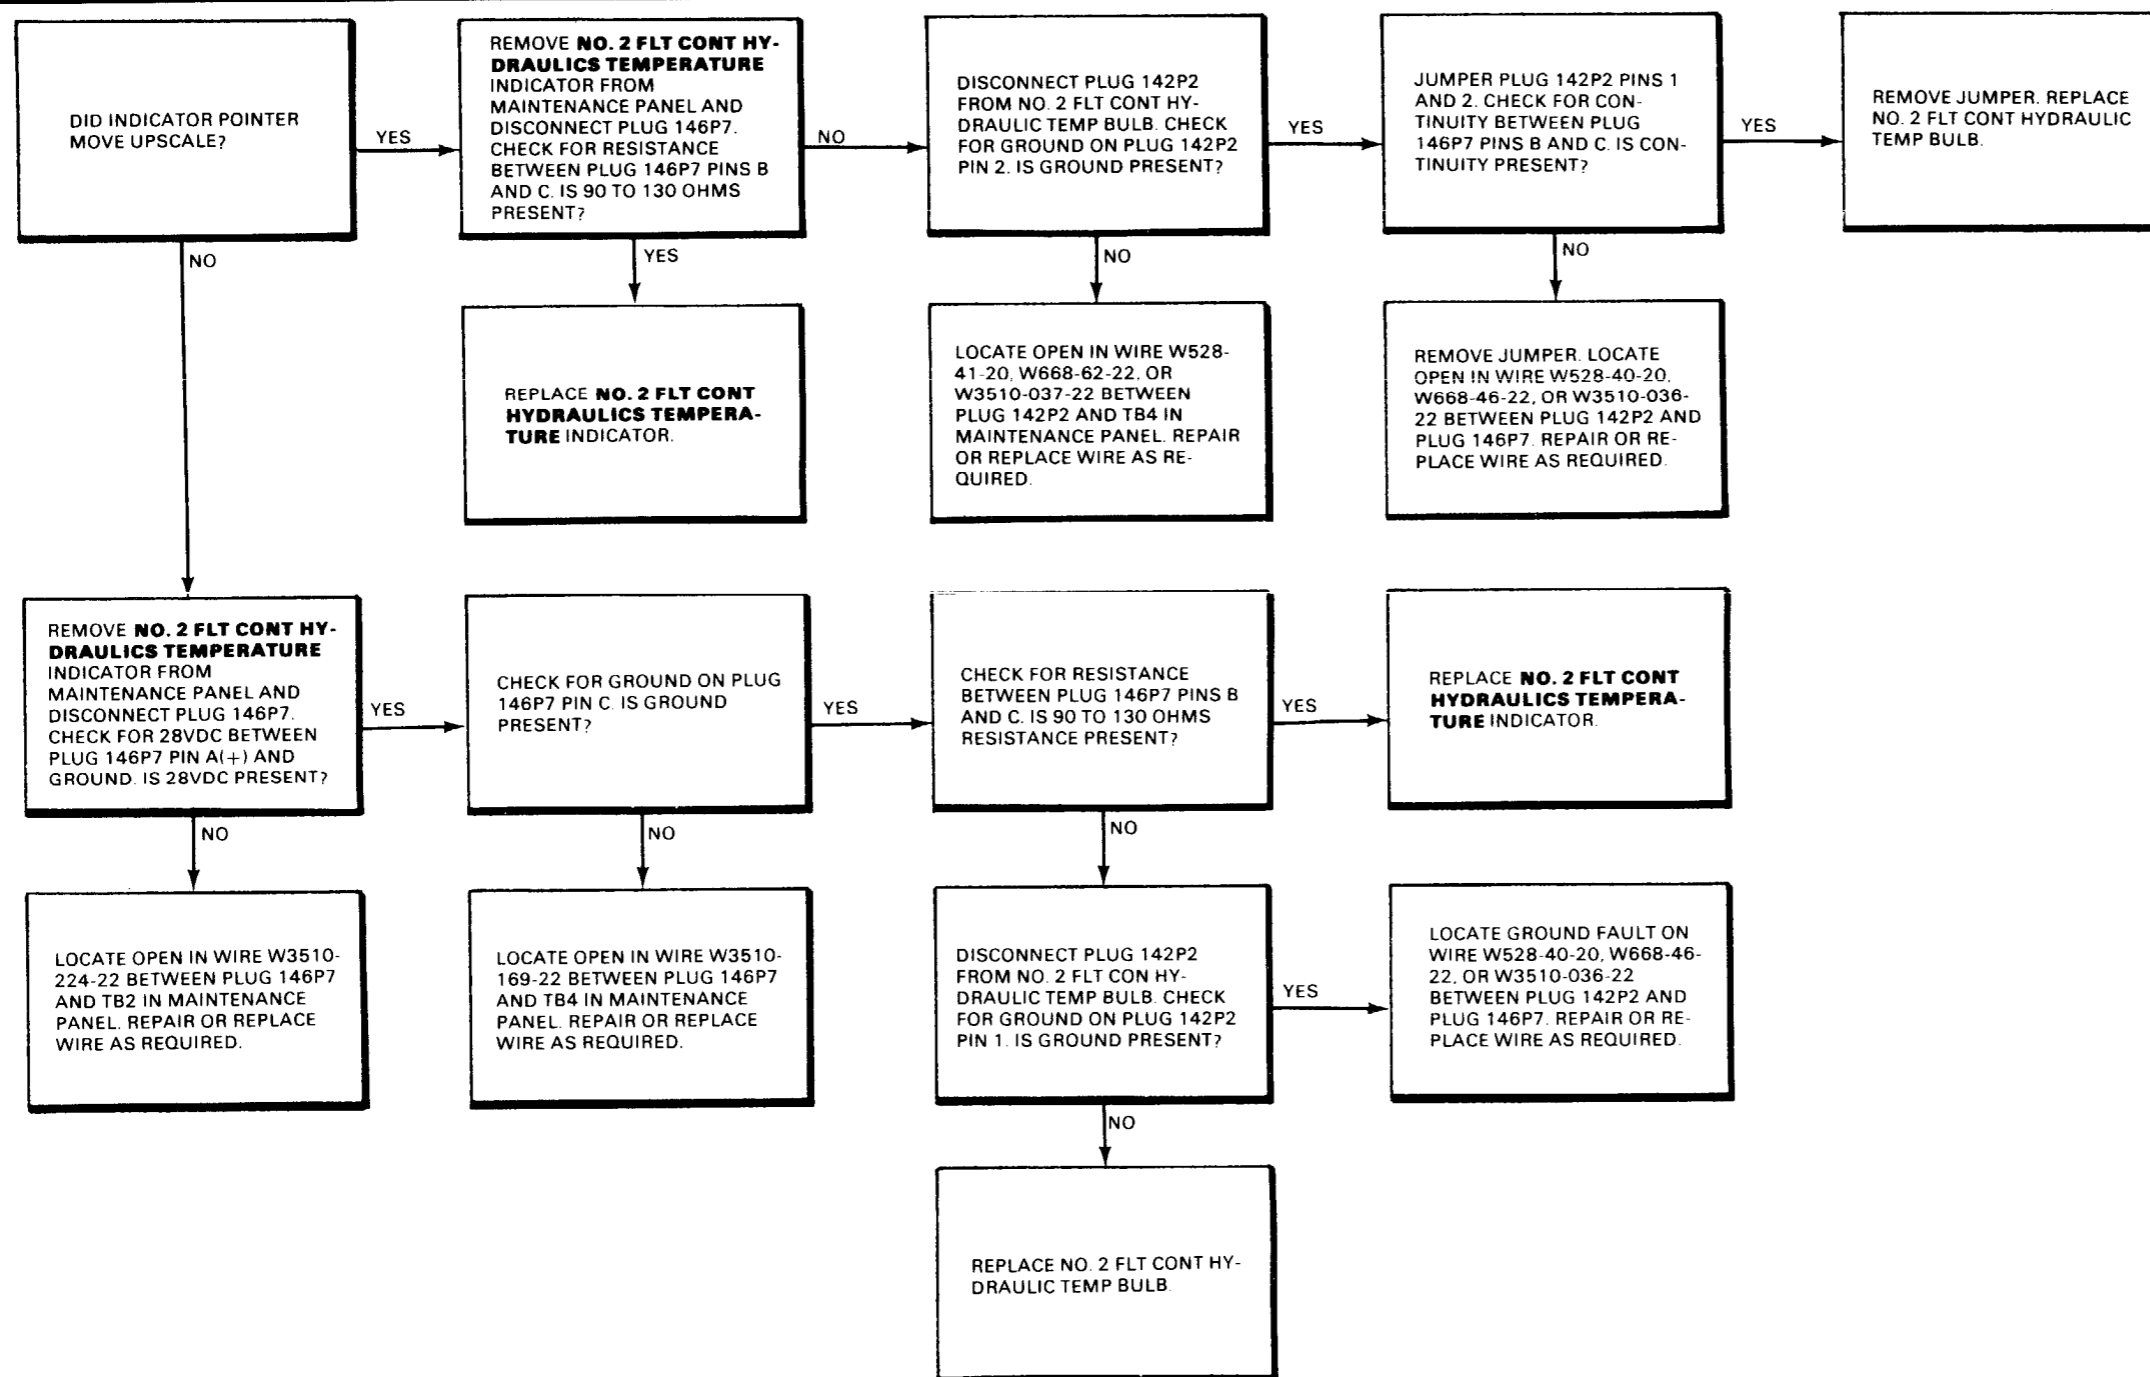 DID INDICATOR POINTER
MOVE UPSCALE?
YES
NO
REMOVE NO. 2 FLT CONT HY-
DRAULICS TEMPERATURE
INDICATOR FROM
MAINTENANCE PANEL AND
DISCONNECT PLUG 146P7.
CHECK FOR RESISTANCE
BETWEEN PLUG 146P7 PINS B
AND C. IS 90 TO 130 OHMS
PRESENT?
NO
YES
DISCONNECT PLUG 142P2
FROM NO. 2 FLT CONT HY-
DRAULIC TEMP BULB. CHECK
FOR GROUND ON PLUG 142P2
PIN 2. IS GROUND PRESENT?
YES
NO
JUMPER PLUG 142P2 PINS 1
AND 2. CHECK FOR CON-
TINUITY BETWEEN PLUG
146P7 PINS B AND C. IS CON-
TINUITY PRESENT?
YES
NO
REMOVE JUMPER. REPLACE
NO. 2 FLT CONT HYDRAULIC
TEMP BULB.
REPLACE NO. 2 FLT CONT
HYDRAULICS TEMPERA-
TURE INDICATOR.
LOCATE OPEN IN WIRE W528-
41-20, W668-62-22, OR
W3510-037-22 BETWEEN
PLUG 142P2 AND TB4 IN
MAINTENANCE PANEL. REPAIR
OR REPLACE WIRE AS RE-
QUIRED.
REMOVE JUMPER. LOCATE
OPEN IN WIRE W528-40-20,
W668-46-22, OR W3510-036-
22 BETWEEN PLUG 142P2 AND
PLUG 146P7. REPAIR OR RE-
PLACE WIRE AS REQUIRED.
REMOVE NO. 2 FLT CONT HY-
DRAULICS TEMPERATURE
INDICATOR FROM
MAINTENANCE PANEL AND
DISCONNECT PLUG 146P7.
CHECK FOR 28VDC BETWEEN
PLUG 146P7 PIN A(+) AND
GROUND. IS 28VDC PRESENT?
YES
NO
CHECK FOR GROUND ON PLUG
146P7 PIN C. IS GROUND
PRESENT?
YES
NO
CHECK FOR RESISTANCE
BETWEEN PLUG 146P7 PINS B
AND C. IS 90 TO 130 OHMS
RESISTANCE PRESENT?
YES
NO
REPLACE NO. 2 FLT CONT
HYDRAULICS TEMPERA-
TURE INDICATOR.
LOCATE OPEN IN WIRE W3510-
224-22 BETWEEN PLUG 146P7
AND TB2 IN MAINTENANCE
PANEL. REPAIR OR REPLACE
WIRE AS REQUIRED.
LOCATE OPEN IN WIRE W3510-
169-22 BETWEEN PLUG 146P7
AND TB4 IN MAINTENANCE
PANEL. REPAIR OR REPLACE
WIRE AS REQUIRED.
DISCONNECT PLUG 142P2
FROM NO. 2 FLT CON HY-
DRAULIC TEMP BULB. CHECK
FOR GROUND ON PLUG 142P2
PIN 1. IS GROUND PRESENT?
YES
NO
LOCATE GROUND FAULT ON
WIRE W528-40-20, W668-46-
22, OR W3510-036-22
BETWEEN PLUG 142P2 AND
PLUG 146P7. REPAIR OR RE-
PLACE WIRE AS REQUIRED.
REPLACE NO. 2 FLT CONT HY-
DRAULIC TEMP BULB.